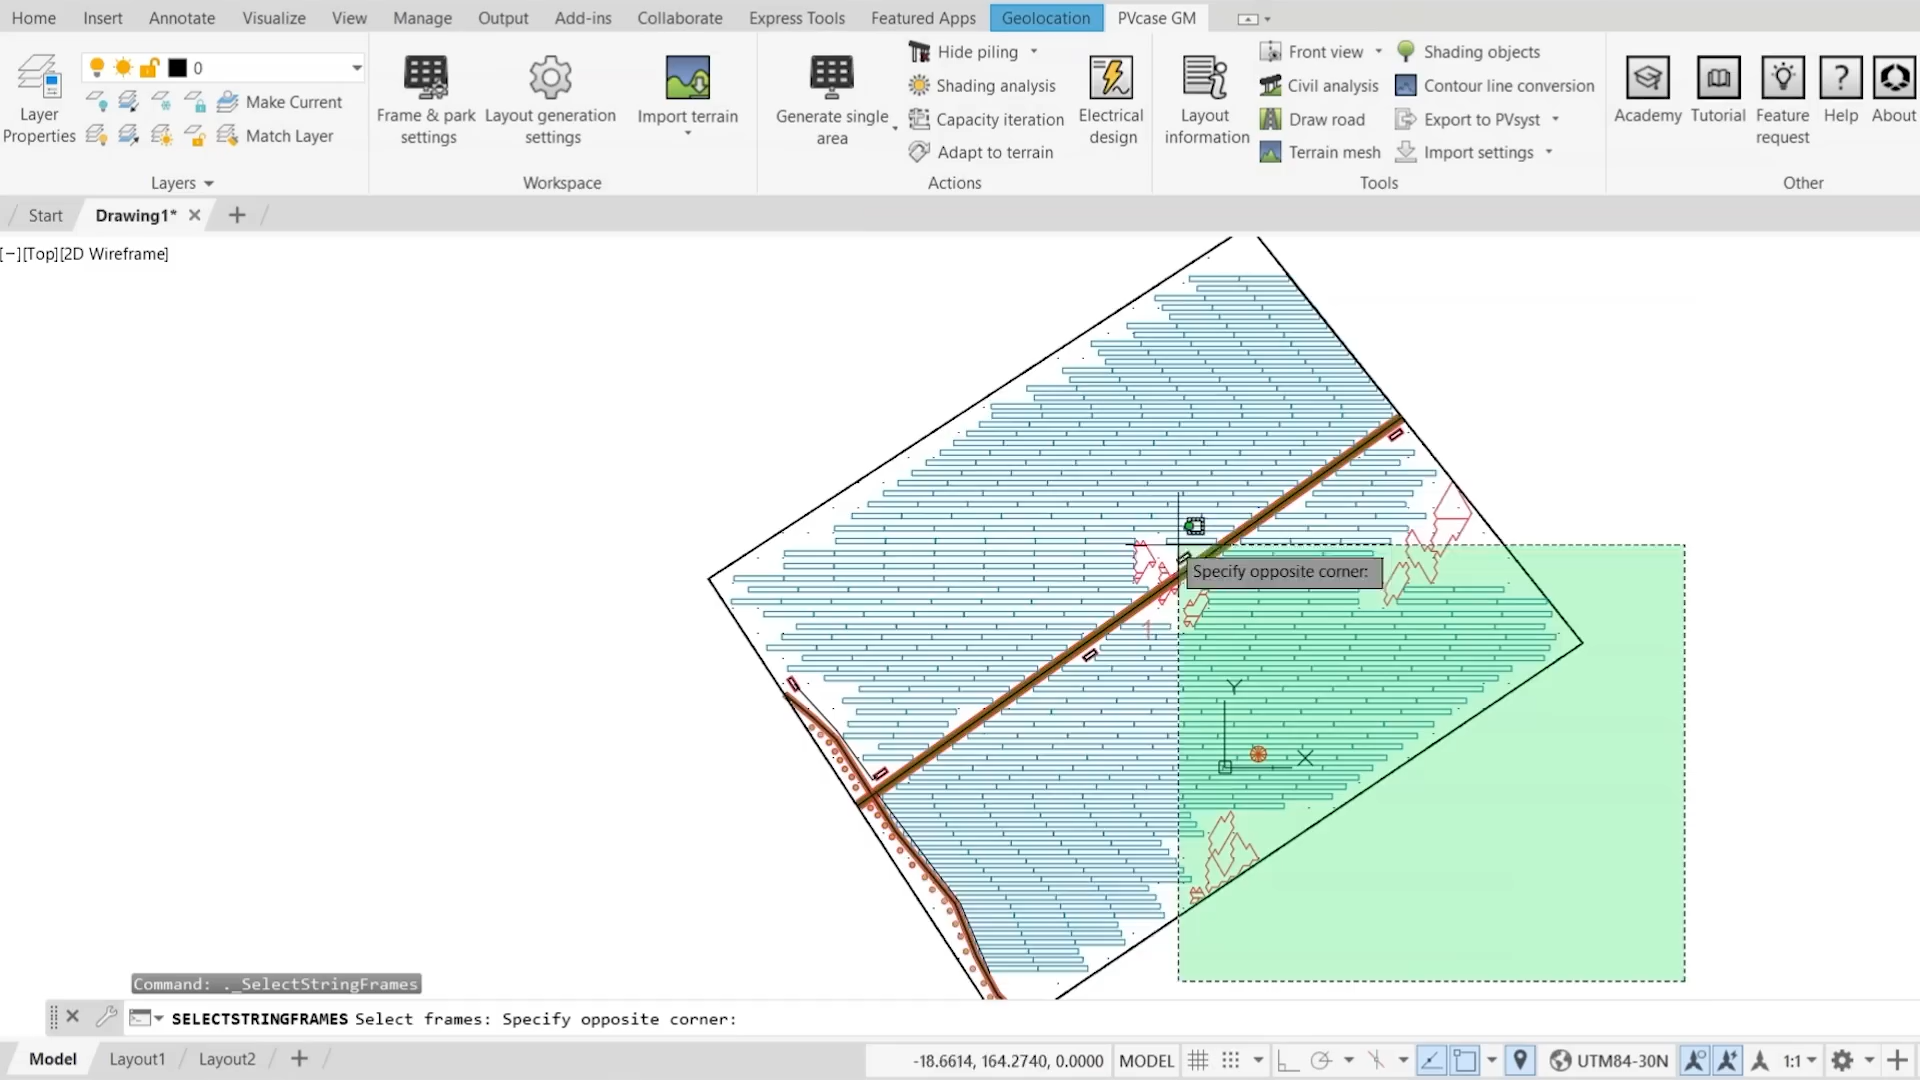 Home Insert Annotate Visualize View Manage Output Add-ins Collaborate Express Tools Featured Apps Geolocation PVcase GM
Layer
Properties
0
Make Current
Match Layer
Layers
Frame & park
settings
Layout generation
settings
Import terrain
Workspace
Generate single
area
Hide piling
Shading analysis
Capacity iteration
Adapt to terrain
Electrical
design
Actions
Layout
information
Front view
Civil analysis
Draw road
Terrain mesh
Shading objects
Contour line conversion
Export to PVsyst
Import settings
Tools
Academy
Tutorial
Feature
request
Help
About
Other
Start Drawing1*
[−][Top][2D Wireframe]
Specify opposite corner:
1
Y
X
Command: ._SelectStringFrames
SELECTSTRINGFRAMES Select frames: Specify opposite corner:
Model Layout1 Layout2
-18.6614, 164.2740, 0.0000 MODEL UTM84-30N 1:1